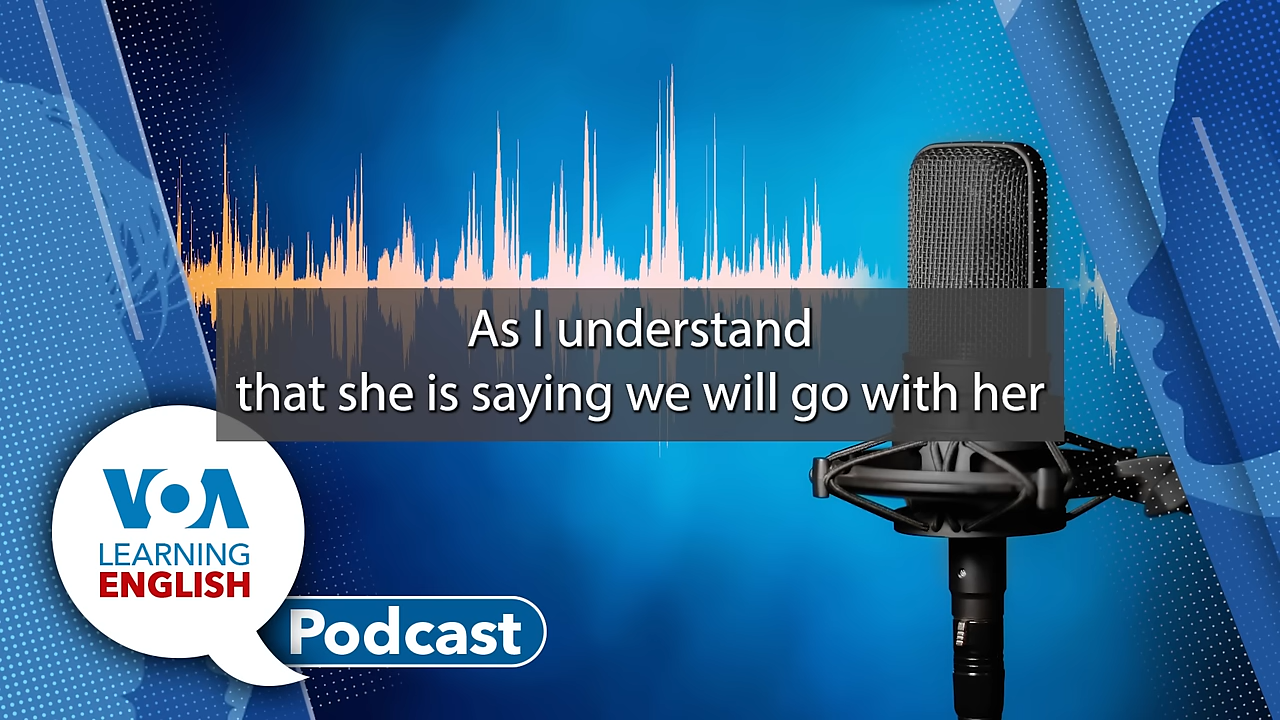 As I understand
that she is saying we will go with her
VOA
LEARNING
ENGLISH
Podcast